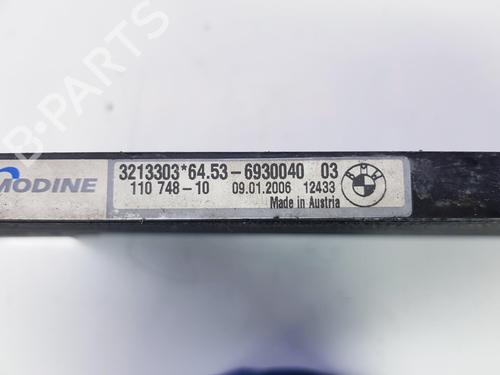 MODINE
3213303*64.53-6930040 03
110 748-10 09.01.2006 12433
Made in Austria
BMW
B-PARTS